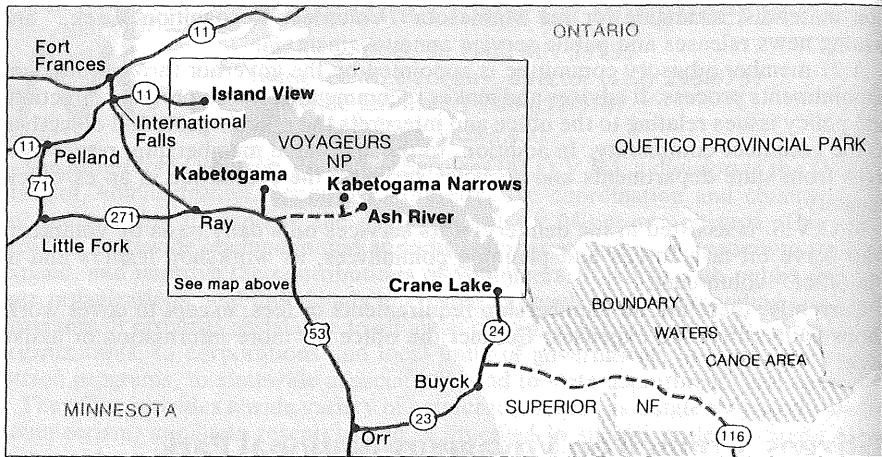 11
ONTARIO
Fort
Frances
11
Island View
International
Falls
11
Pelland
VOYAGEURS
NP
QUETICO PROVINCIAL PARK
71
Kabetogama
Kabetogama Narrows
Ash River
271
Ray
Little Fork
See map above
Crane Lake
BOUNDARY
WATERS
CANOE AREA
53
24
Buyck
MINNESOTA
SUPERIOR NF
23
Orr
116